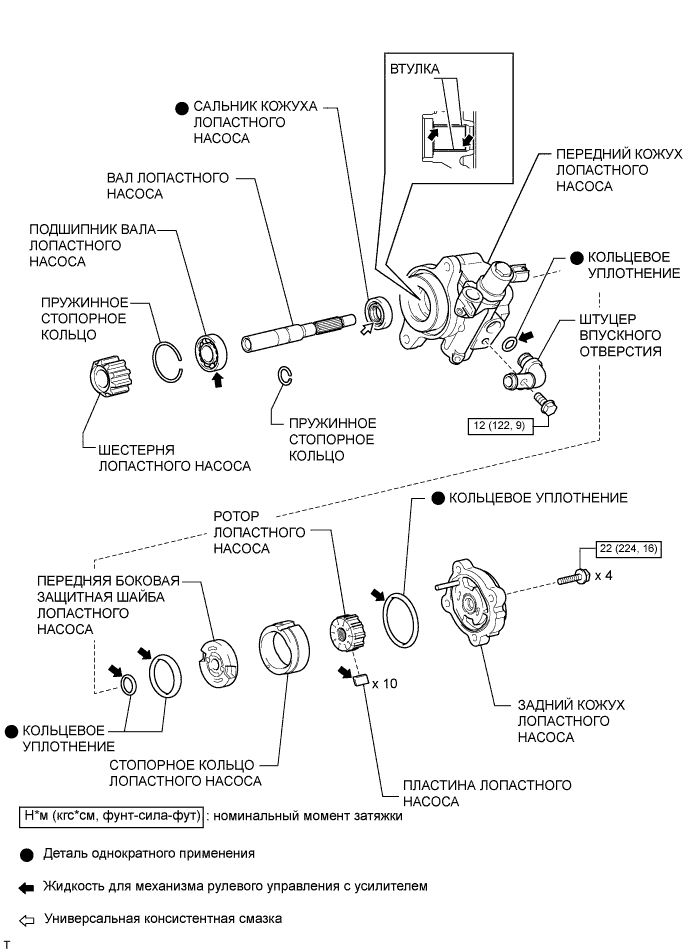 ВТУЛКА
САЛЬНИК КОЖУХА
ЛОПАСТНОГО
НАСОСА
ПЕРЕДНИЙ КОЖУХ
ЛОПАСТНОГО
НАСОСА
ВАЛ ЛОПАСТНОГО
НАСОСА
ПОДШИПНИК ВАЛА
ЛОПАСТНОГО
НАСОСА
КОЛЬЦЕВОЕ
УПЛОТНЕНИЕ
ПРУЖИННОЕ
СТОПОРНОЕ
КОЛЬЦО
ШТУЦЕР
ВПУСКНОГО
ОТВЕРСТИЯ
12 (122, 9)
ПРУЖИННОЕ
СТОПОРНОЕ
КОЛЬЦО
ШЕСТЕРНЯ
ЛОПАСТНОГО НАСОСА
КОЛЬЦЕВОЕ УПЛОТНЕНИЕ
РОТОР
ЛОПАСТНОГО
НАСОСА
22 (224, 16)
x 4
ПЕРЕДНЯЯ БОКОВАЯ
ЗАЩИТНАЯ ШАЙБА
ЛОПАСТНОГО
НАСОСА
x 10
ЗАДНИЙ КОЖУХ
ЛОПАСТНОГО
НАСОСА
КОЛЬЦЕВОЕ
УПЛОТНЕНИЕ
СТОПОРНОЕ КОЛЬЦО
ЛОПАСТНОГО НАСОСА
ПЛАСТИНА ЛОПАСТНОГО
НАСОСА
Н*м (кгс*см, фунт-сила-фут) : номинальный момент затяжки
Деталь однократного применения
Жидкость для механизма рулевого управления с усилителем
Универсальная консистентная смазка
T